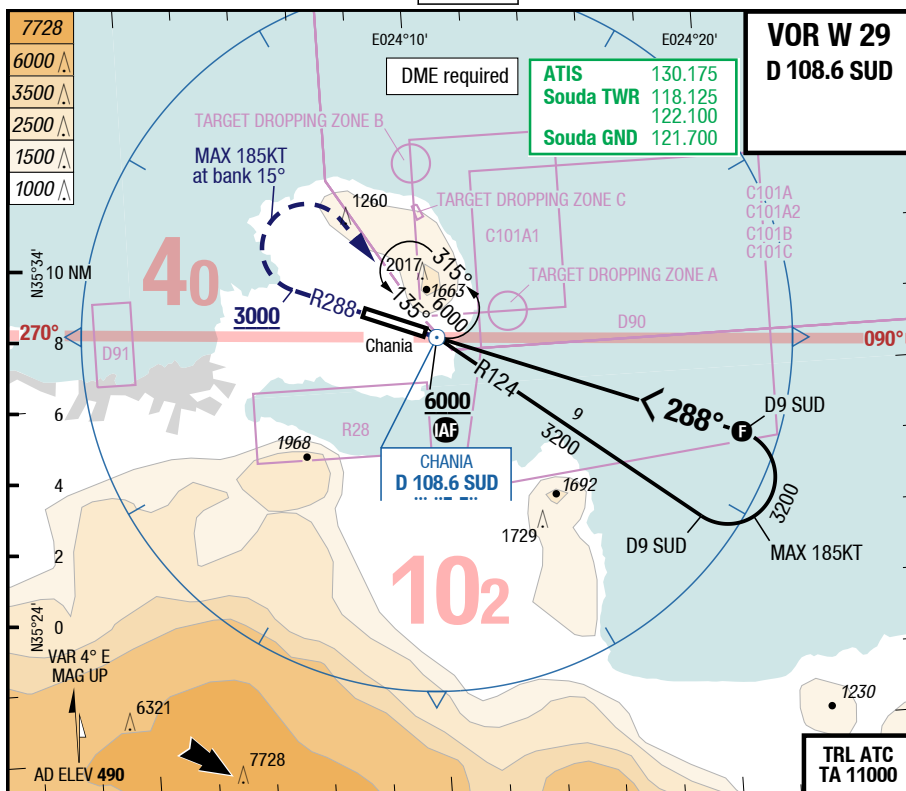 7728
6000
3500
2500
1500
1000
E024°10'
E024°20'
VOR W 29
D 108.6 SUD
DME required
ATIS 130.175
Souda TWR 118.125
122.100
Souda GND 121.700
TARGET DROPPING ZONE B
MAX 185KT
at bank 15°
1260
TARGET DROPPING ZONE C
C101A1
C101A
C101A2
C101B
C101C
N35°34'
10 NM
40
2017
1663
315°
6000
135°
TARGET DROPPING ZONE A
3000
R288
D90
270°
090°
8
Chania
D91
R124
6000
IAF
9
3200
288°
D9 SUD
F
6
R28
1968
CHANIA
D 108.6 SUD
4
1692
1729
3200
D9 SUD
MAX 185KT
2
102
N35°24'
0
VAR 4° E
MAG UP
6321
7728
1230
AD ELEV 490
TRL ATC
TA 11000